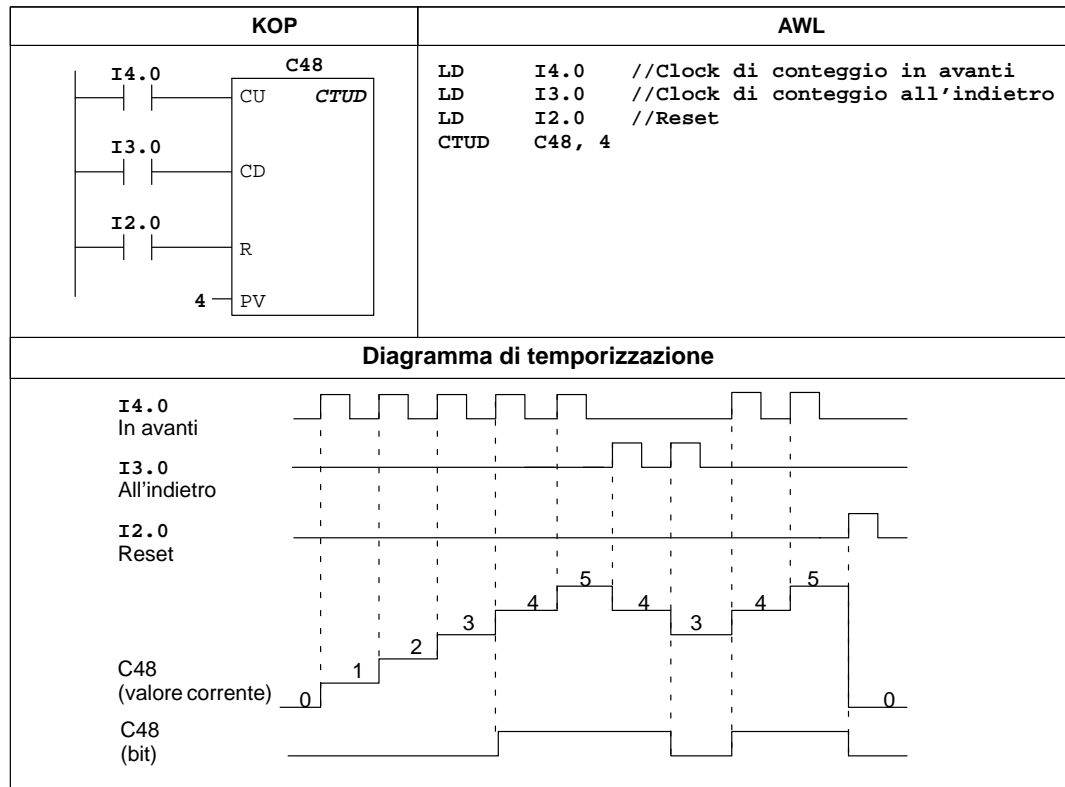 KOP
AWL
I4.0
C48
CU CTUD
I3.0
CD
I2.0
R
4 PV
LD I4.0 //Clock di conteggio in avanti
LD I3.0 //Clock di conteggio all'indietro
LD I2.0 //Reset
CTUD C48, 4
Diagramma di temporizzazione
I4.0
In avanti
I3.0
All'indietro
I2.0
Reset
C48
(valore corrente)
0 1 2 3 4 5 4 3 4 5 0
C48
(bit)